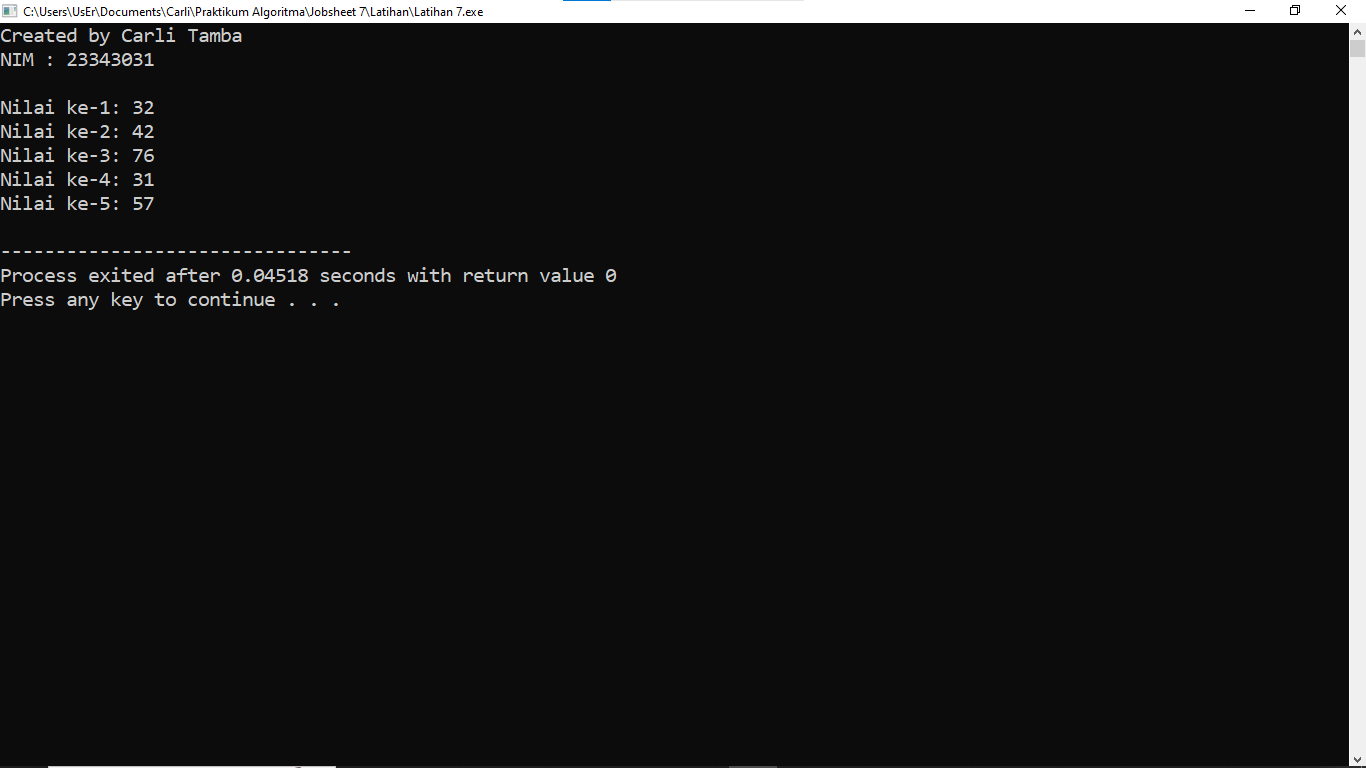 C:\Users\UsEr\Documents\Carli\Praktikum Algoritma\Jobsheet 7\Latihan\Latihan 7.exe
Created by Carli Tamba
NIM : 23343031
Nilai ke-1: 32
Nilai ke-2: 42
Nilai ke-3: 76
Nilai ke-4: 31
Nilai ke-5: 57
--------------------------------
Process exited after 0.04518 seconds with return value 0
Press any key to continue . . .